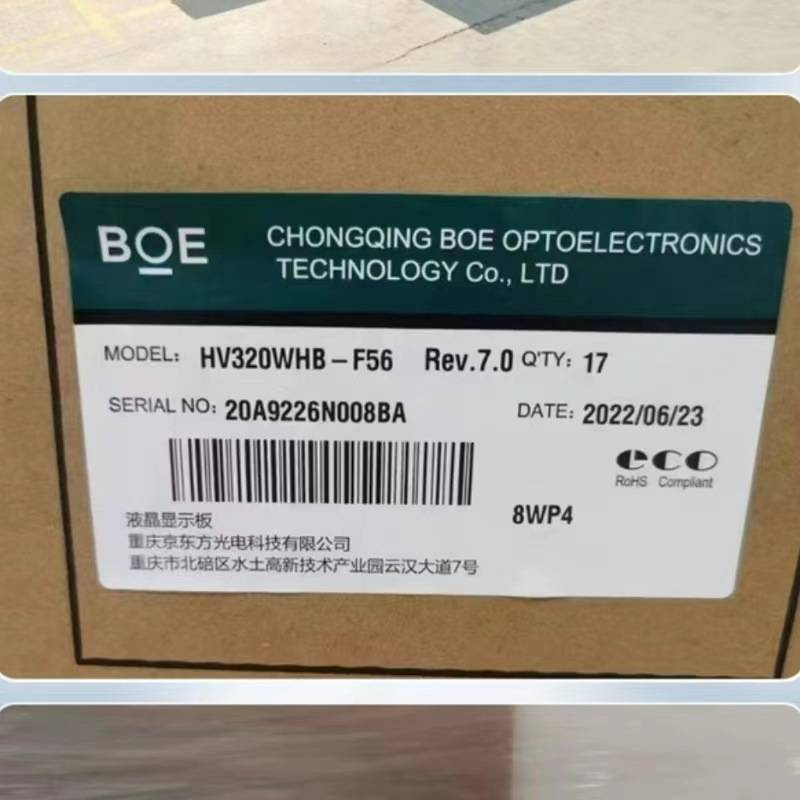 BOE
CHONGQING BOE OPTOELECTRONICS
TECHNOLOGY Co., LTD
MODEL: HV320WHB-F56 Rev.7.0 Q'TY: 17
SERIAL NO: 20A9226N008BA DATE: 2022/06/23
eco
RoHS Compliant
8WP4
液晶显示板
重庆京东方光电科技有限公司
重庆市北碚区水土高新技术产业园云汉大道7号